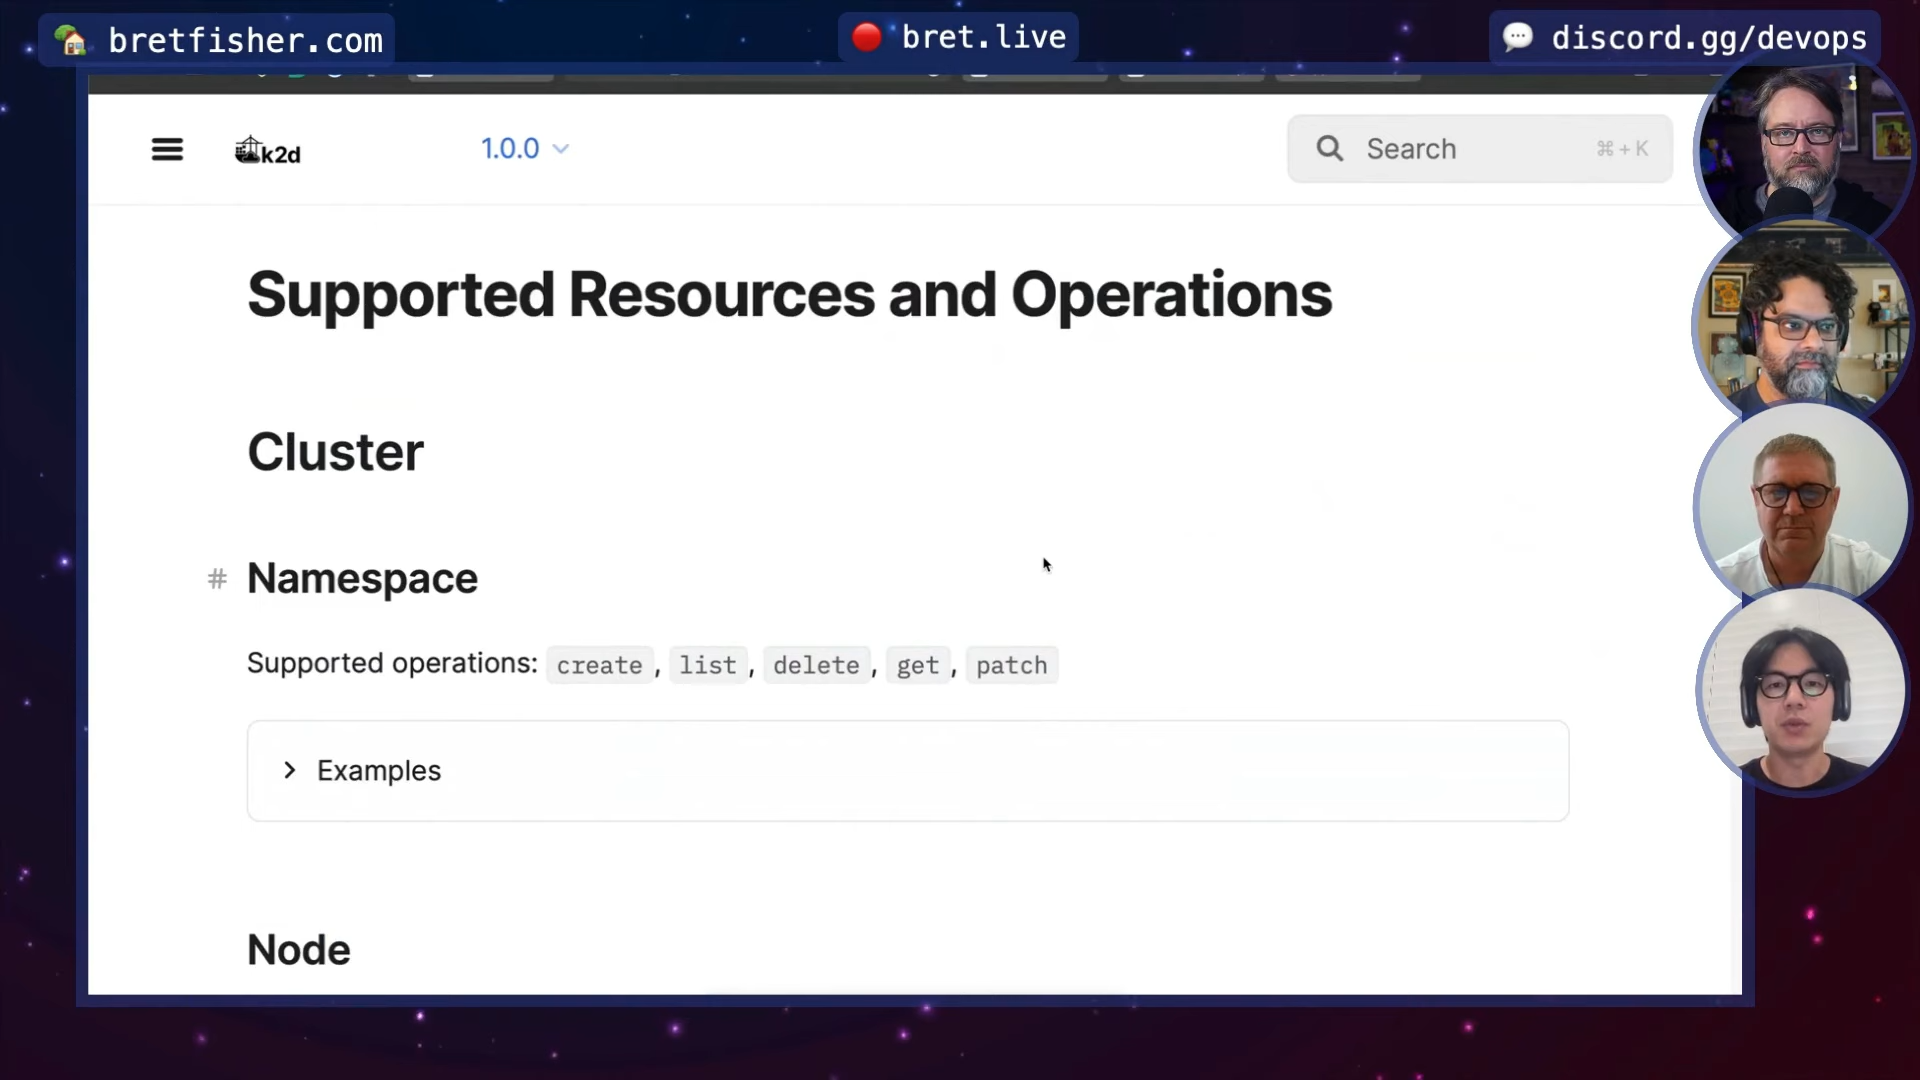 bretfisher.com
bret.live
discord.gg/devops
k2d
1.0.0
Search
⌘ + K
Supported Resources and Operations
Cluster
# Namespace
Supported operations: create, list, delete, get, patch
Examples
Node